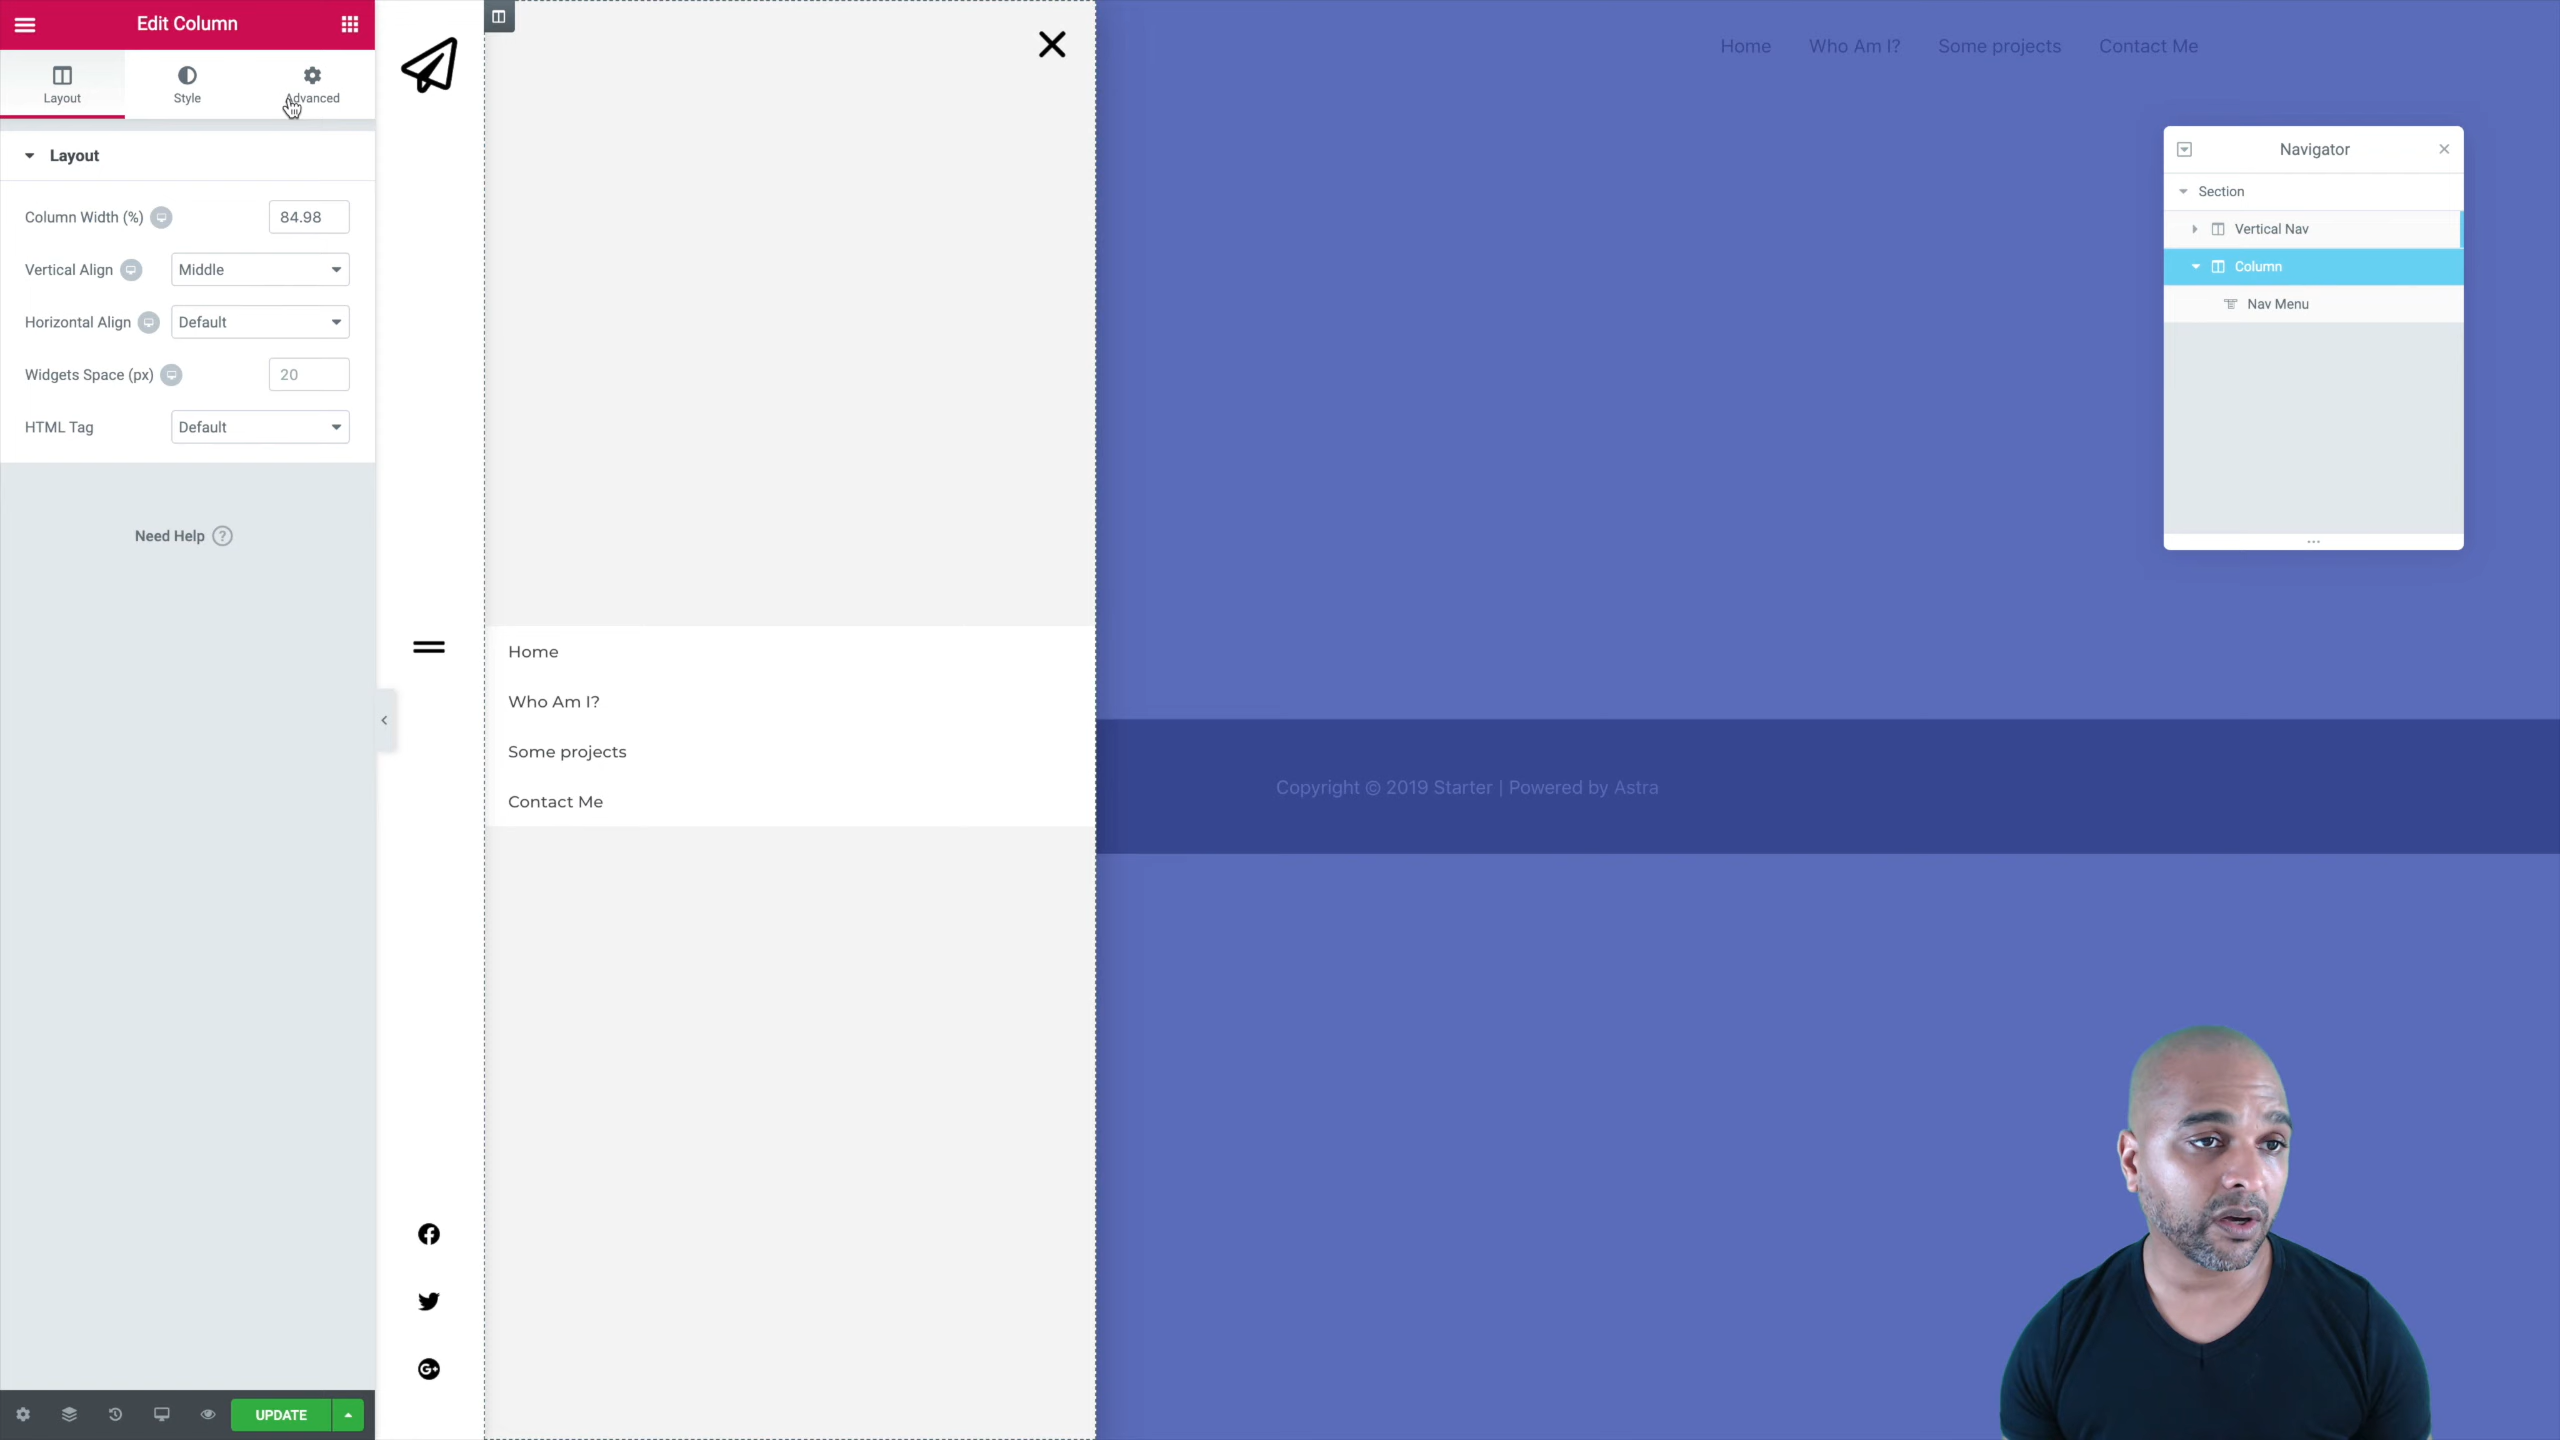 Edit Column
Layout
Style
Advanced
Layout
Column Width (%)
84.98
Vertical Align
Middle
Horizontal Align
Default
Widgets Space (px)
20
HTML Tag
Default
Need Help
UPDATE
Home
Who Am I?
Some projects
Contact Me
Home Who Am I? Some projects Contact Me
Copyright © 2019 Starter | Powered by Astra
Navigator
Section
Vertical Nav
Column
Nav Menu